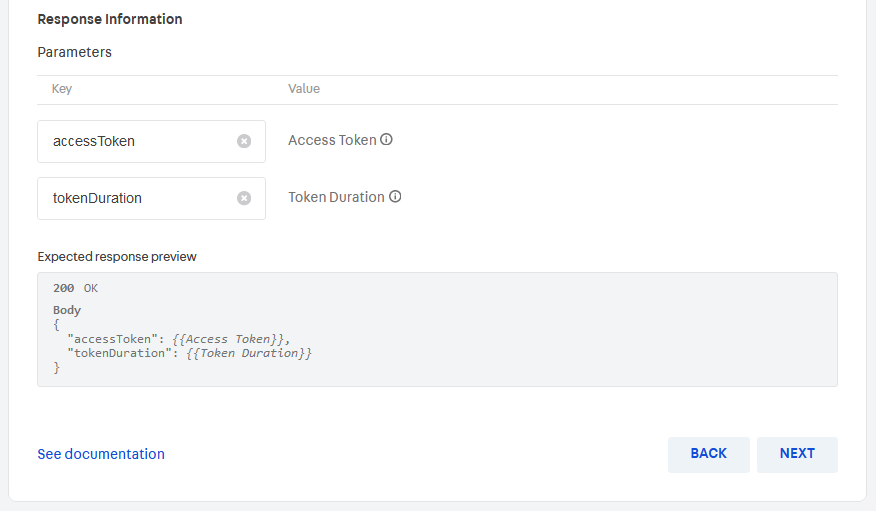 Response Information
Parameters
Key Value
accessToken Access Token
tokenDuration Token Duration
Expected response preview
200 OK
Body
{
"accessToken": {{Access Token}},
"tokenDuration": {{Token Duration}}
}
See documentation BACK NEXT